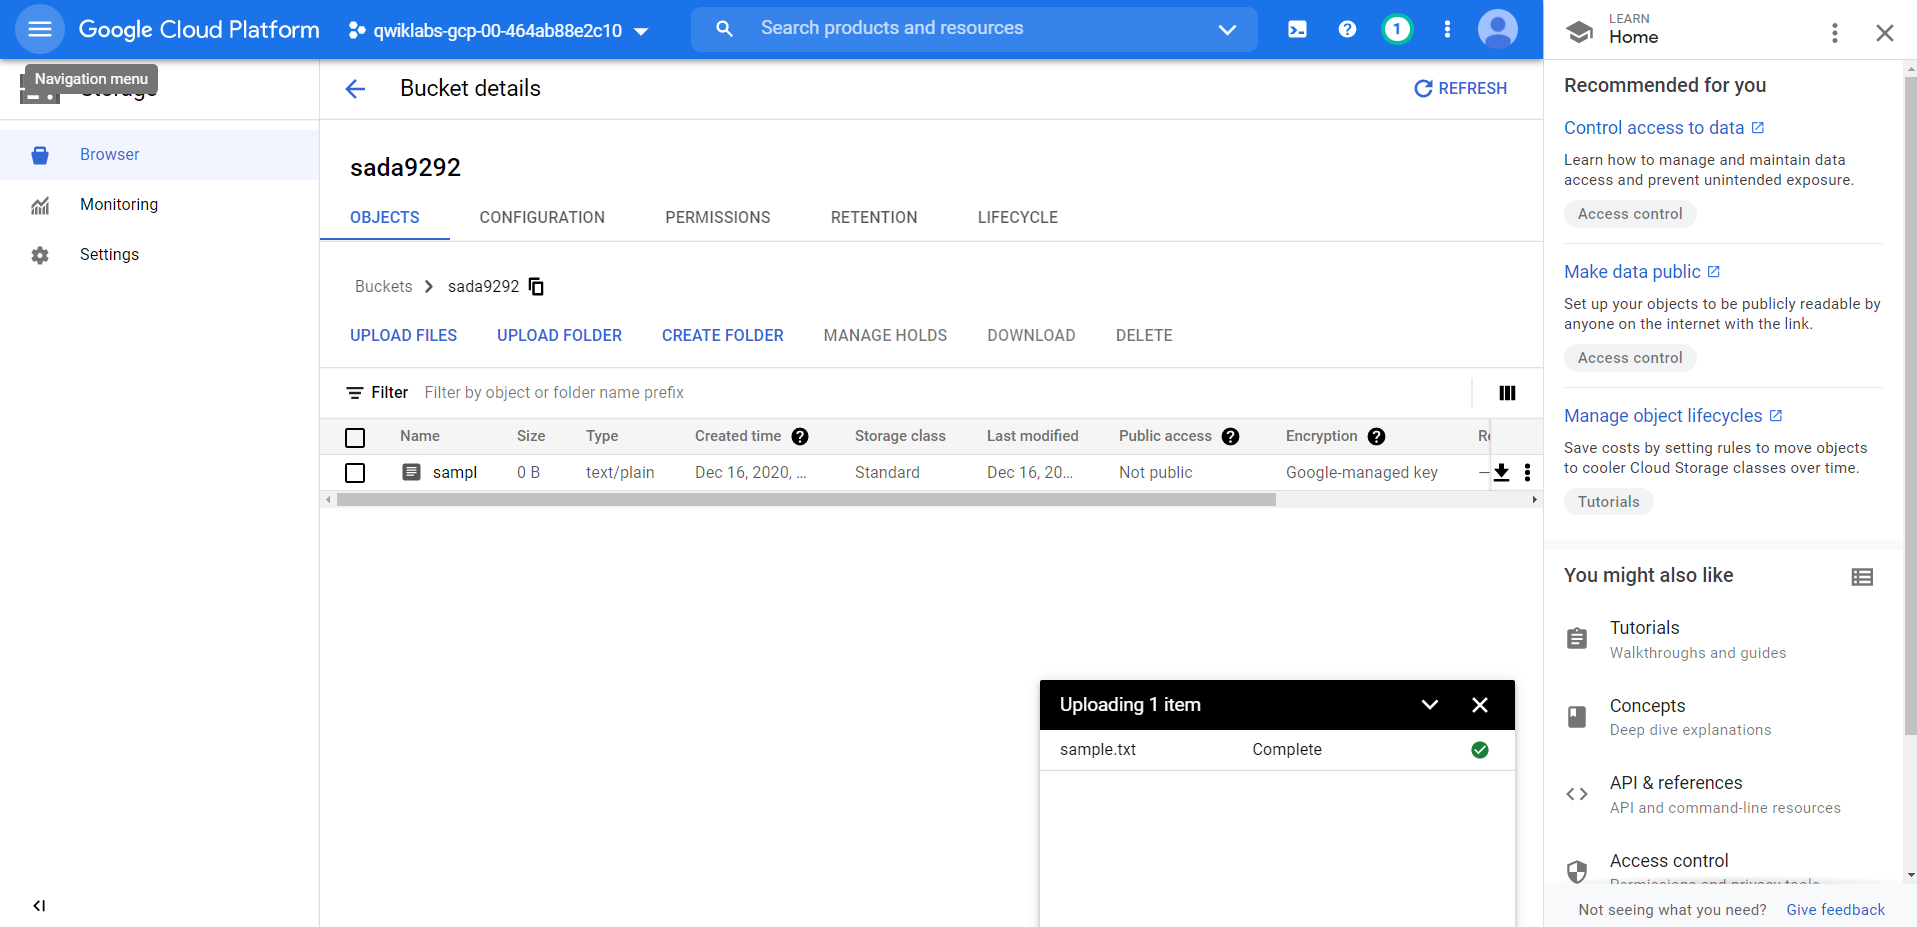 Google Cloud Platform
qwiklabs-gcp-00-464ab88e2c10
Search products and resources
1
LEARN
Home
Navigation menu
Storage
Browser
Monitoring
Settings
Bucket details
REFRESH
sada9292
OBJECTS CONFIGURATION PERMISSIONS RETENTION LIFECYCLE
Buckets sada9292
UPLOAD FILES UPLOAD FOLDER CREATE FOLDER MANAGE HOLDS DOWNLOAD DELETE
Filter Filter by object or folder name prefix
Name Size Type Created time Storage class Last modified Public access Encryption
sampl 0 B text/plain Dec 16, 2020, ... Standard Dec 16, 20... Not public Google-managed key —
Uploading 1 item
sample.txt Complete
Recommended for you
Control access to data
Learn how to manage and maintain data
access and prevent unintended exposure.
Access control
Make data public
Set up your objects to be publicly readable by
anyone on the internet with the link.
Access control
Manage object lifecycles
Save costs by setting rules to move objects
to cooler Cloud Storage classes over time.
Tutorials
You might also like
Tutorials
Walkthroughs and guides
Concepts
Deep dive explanations
API & references
API and command-line resources
Access control
Permissions and privacy tools
Not seeing what you need? Give feedback